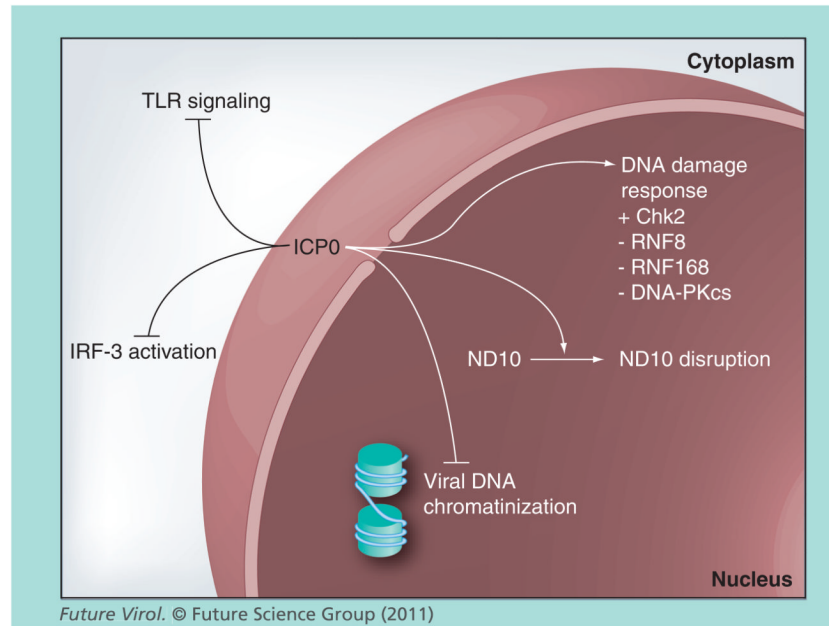 Cytoplasm
TLR signaling
DNA damage
response
+ Chk2
- RNF8
- RNF168
- DNA-PKcs
ICP0
IRF-3 activation
ND10
ND10 disruption
Viral DNA
chromatinization
Nucleus
Future Virol. © Future Science Group (2011)